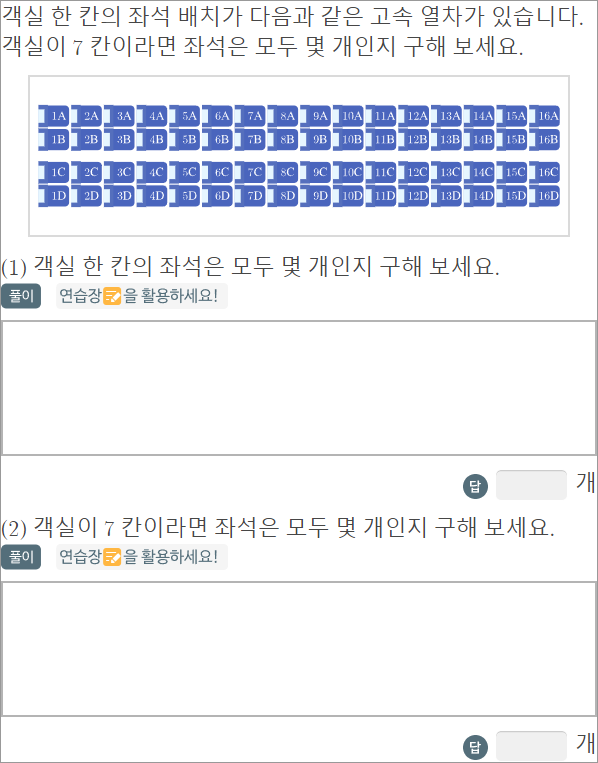 객실 한 칸의 좌석 배치가 다음과 같은 고속 열차가 있습니다.
객실이 7 칸이라면 좌석은 모두 몇 개인지 구해 보세요.
1A 2A 3A 4A 5A 6A 7A 8A 9A 10A 11A 12A 13A 14A 15A 16A
1B 2B 3B 4B 5B 6B 7B 8B 9B 10B 11B 12B 13B 14B 15B 16B
1C 2C 3C 4C 5C 6C 7C 8C 9C 10C 11C 12C 13C 14C 15C 16C
1D 2D 3D 4D 5D 6D 7D 8D 9D 10D 11D 12D 13D 14D 15D 16D
(1) 객실 한 칸의 좌석은 모두 몇 개인지 구해 보세요.
풀이 연습장을 활용하세요!
답 개
(2) 객실이 7 칸이라면 좌석은 모두 몇 개인지 구해 보세요.
풀이 연습장을 활용하세요!
답 개